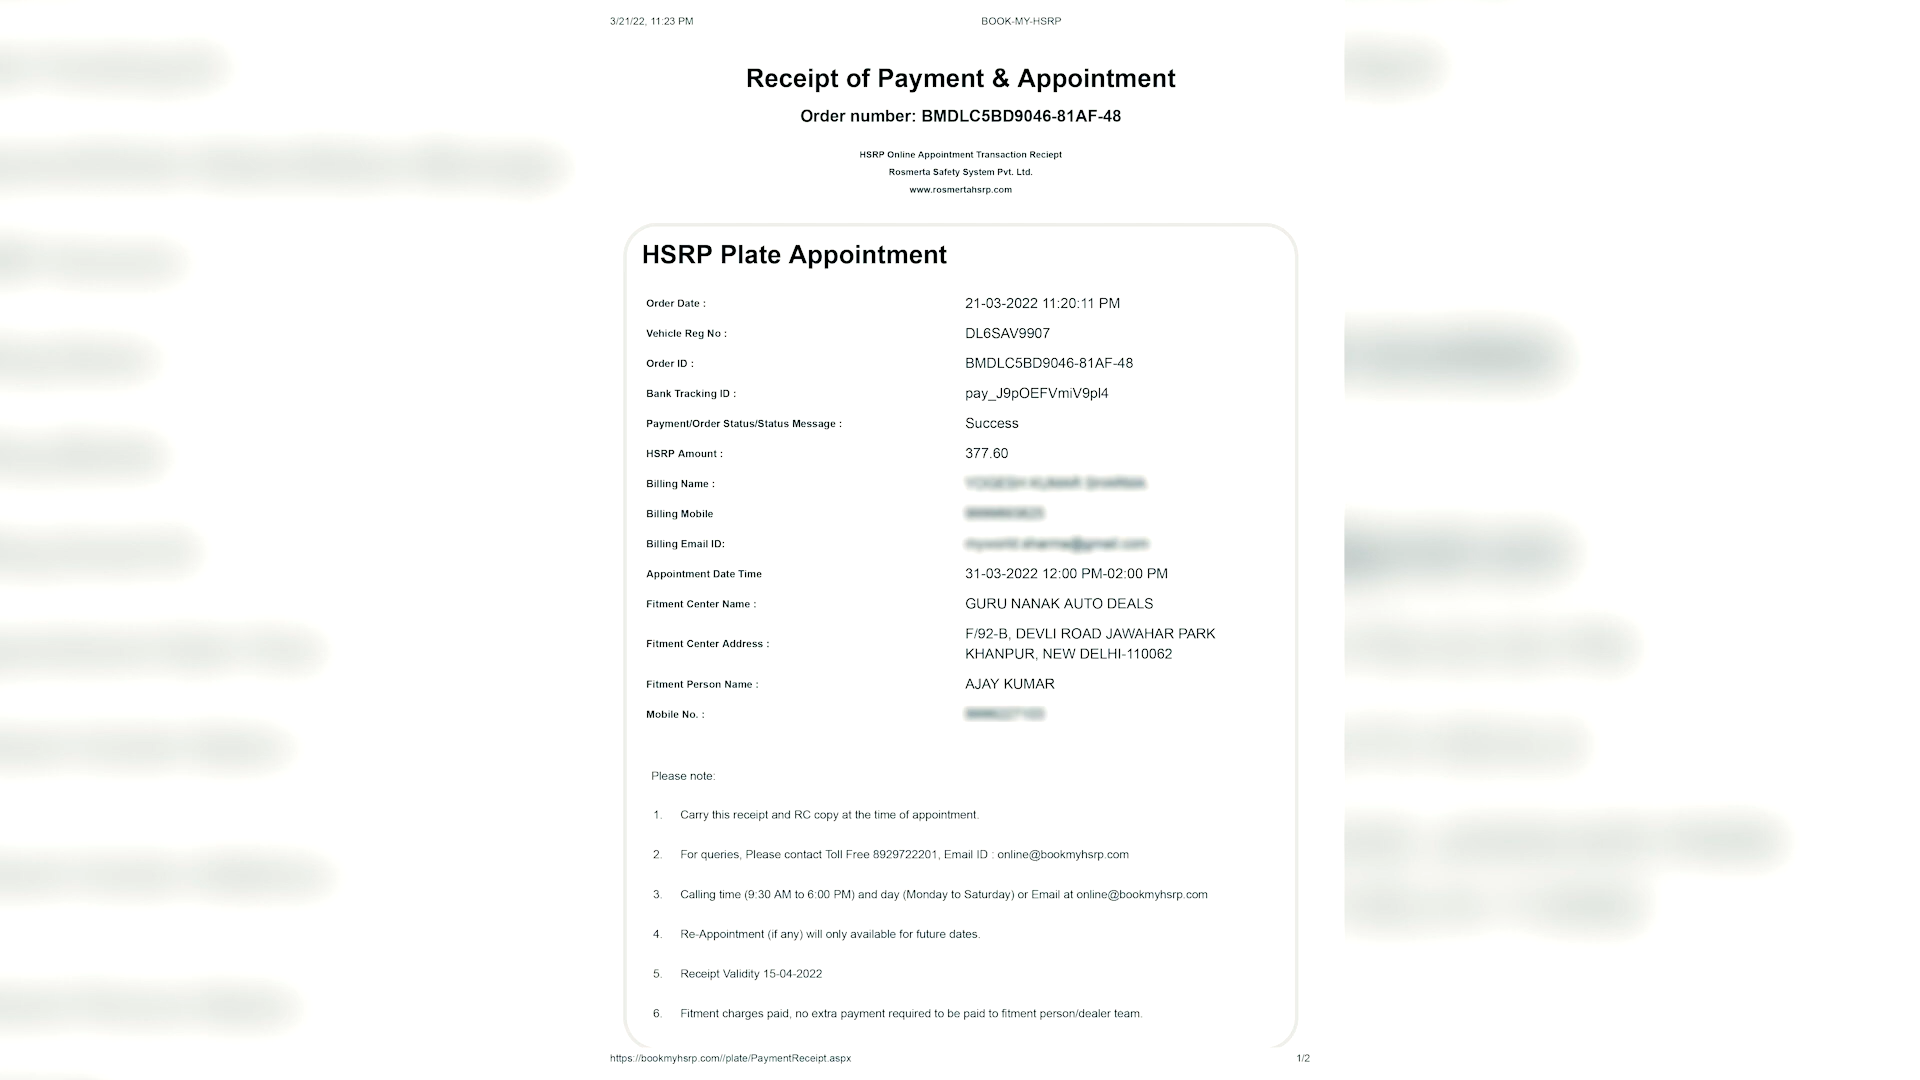 3/21/22, 11:23 PM BOOK-MY-HSRP
Receipt of Payment & Appointment
Order number: BMDLC5BD9046-81AF-48
HSRP Online Appointment Transaction Reciept
Rosmerta Safety System Pvt. Ltd.
www.rosmertahsrp.com
HSRP Plate Appointment
Order Date : 21-03-2022 11:20:11 PM
Vehicle Reg No : DL6SAV9907
Order ID : BMDLC5BD9046-81AF-48
Bank Tracking ID : pay_J9pOEFVmiV9pl4
Payment/Order Status/Status Message : Success
HSRP Amount : 377.60
Billing Name :
Billing Mobile
Billing Email ID:
Appointment Date Time 31-03-2022 12:00 PM-02:00 PM
Fitment Center Name : GURU NANAK AUTO DEALS
Fitment Center Address : F/92-B, DEVLI ROAD JAWAHAR PARK
KHANPUR, NEW DELHI-110062
Fitment Person Name : AJAY KUMAR
Mobile No. :
Please note:
1. Carry this receipt and RC copy at the time of appointment.
2. For queries, Please contact Toll Free 8929722201, Email ID : online@bookmyhsrp.com
3. Calling time (9:30 AM to 6:00 PM) and day (Monday to Saturday) or Email at online@bookmyhsrp.com
4. Re-Appointment (if any) will only available for future dates.
5. Receipt Validity 15-04-2022
6. Fitment charges paid, no extra payment required to be paid to fitment person/dealer team.
https://bookmyhsrp.com//plate/PaymentReceipt.aspx 1/2